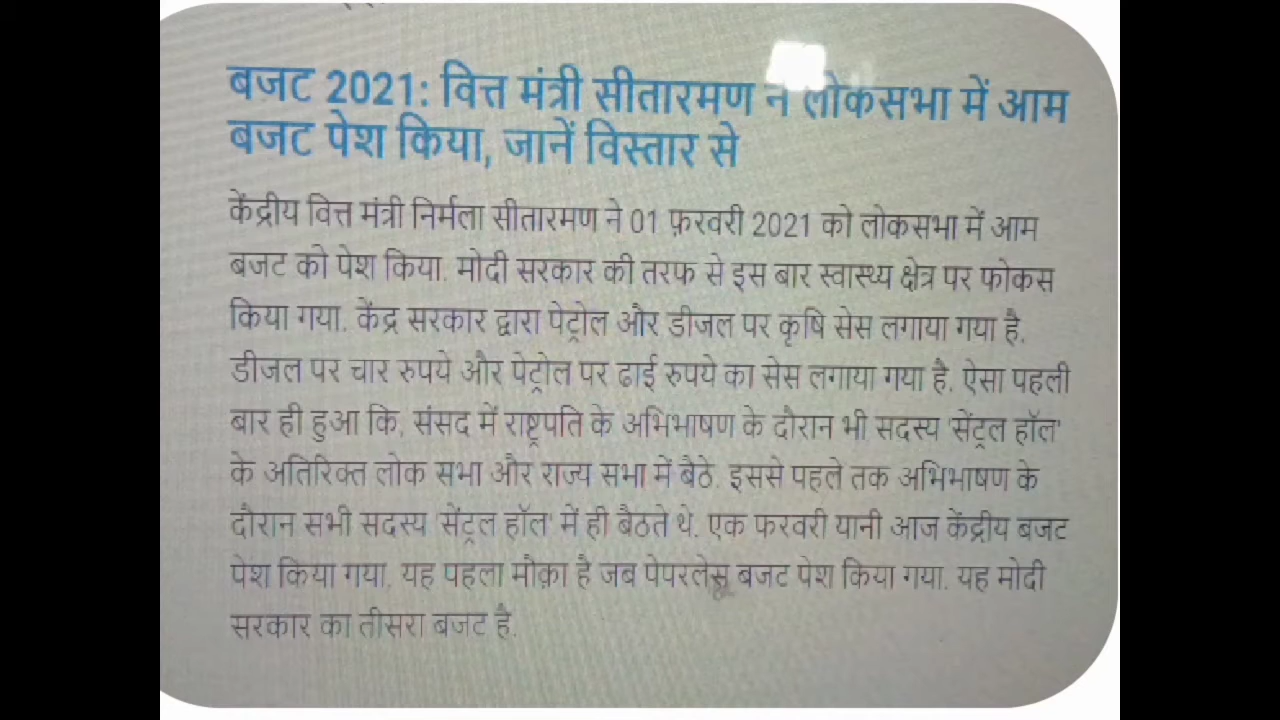 बजट 2021: वित्त मंत्री सीतारमण ने लोकसभा में आम
बजट पेश किया, जानें विस्तार से
केंद्रीय वित्त मंत्री निर्मला सीतारमण ने 01 फ़रवरी 2021 को लोकसभा में आम
बजट को पेश किया. मोदी सरकार की तरफ से इस बार स्वास्थ्य क्षेत्र पर फोकस
किया गया. केंद्र सरकार द्वारा पेट्रोल और डीजल पर कृषि सेस लगाया गया है.
डीजल पर चार रुपये और पेट्रोल पर ढाई रुपये का सेस लगाया गया है. ऐसा पहली
बार ही हुआ कि, संसद में राष्ट्रपति के अभिभाषण के दौरान भी सदस्य 'सेंट्रल हॉल'
के अतिरिक्त लोक सभा और राज्य सभा में बैठे. इससे पहले तक अभिभाषण के
दौरान सभी सदस्य 'सेंट्रल हॉल' में ही बैठते थे. एक फरवरी यानी आज केंद्रीय बजट
पेश किया गया. यह पहला मौक़ा है जब पेपरलेस बजट पेश किया गया. यह मोदी
सरकार का तीसरा बजट है.